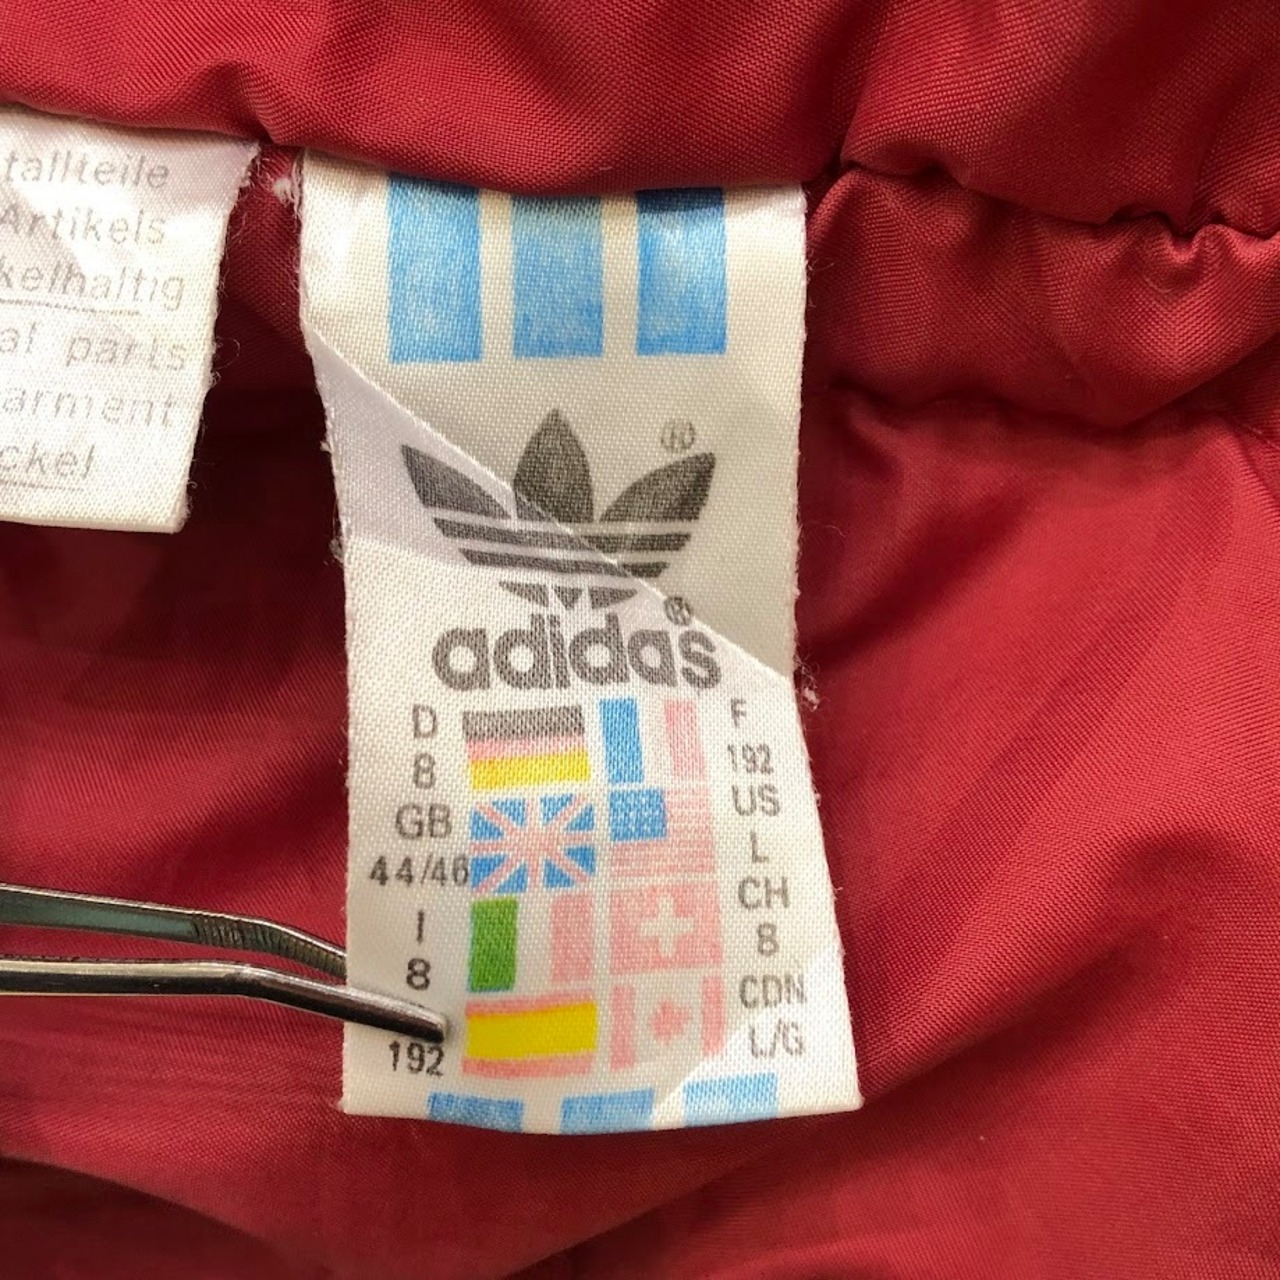 tallteile
Artikels
kelhaltig
al parts
arment
ckel
®
adidas®
D
8
GB
44/46
I
8
192
F
192
US
L
CH
8
CDN
L/G